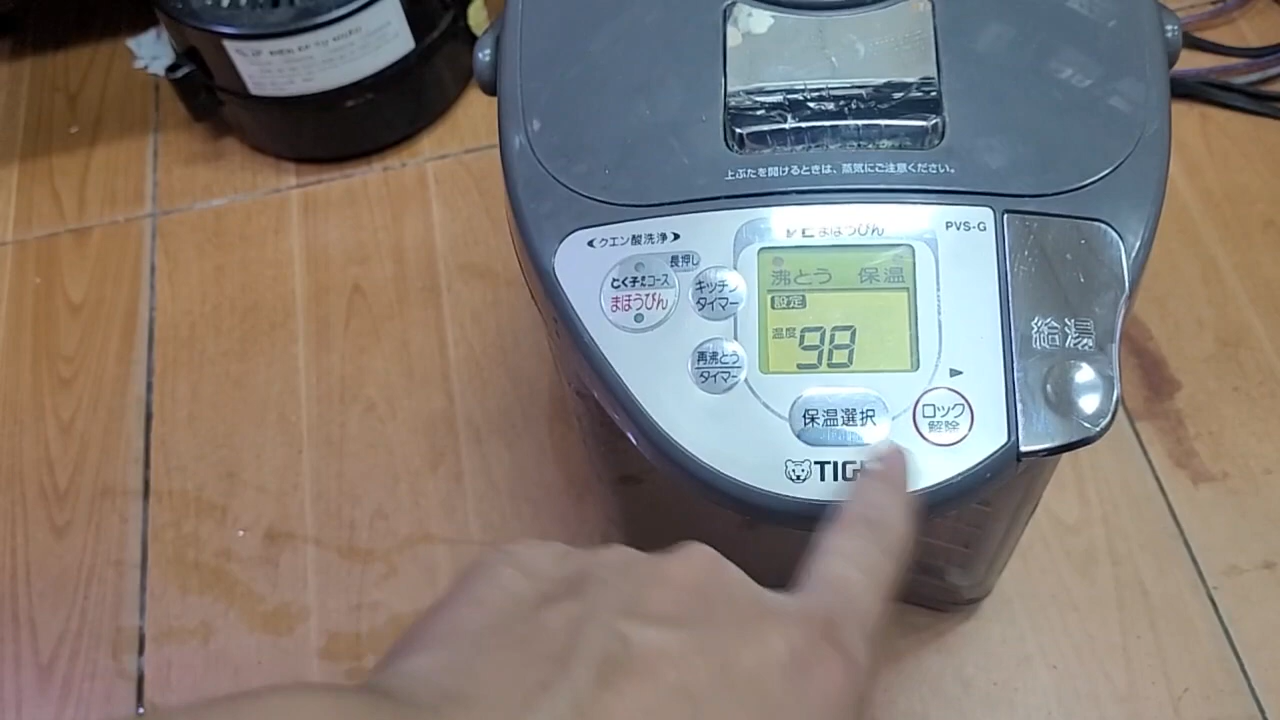 上ぶたを開けるときは、蒸気にご注意ください。
VE まほうびん
PVS-G
クエン酸洗浄
長押し
とく子さんコース
まほうびん
キッチン
タイマー
再沸とう
タイマー
沸とう 保温
設定
温度 98
保温選択
ロック
解除
給湯
TIG